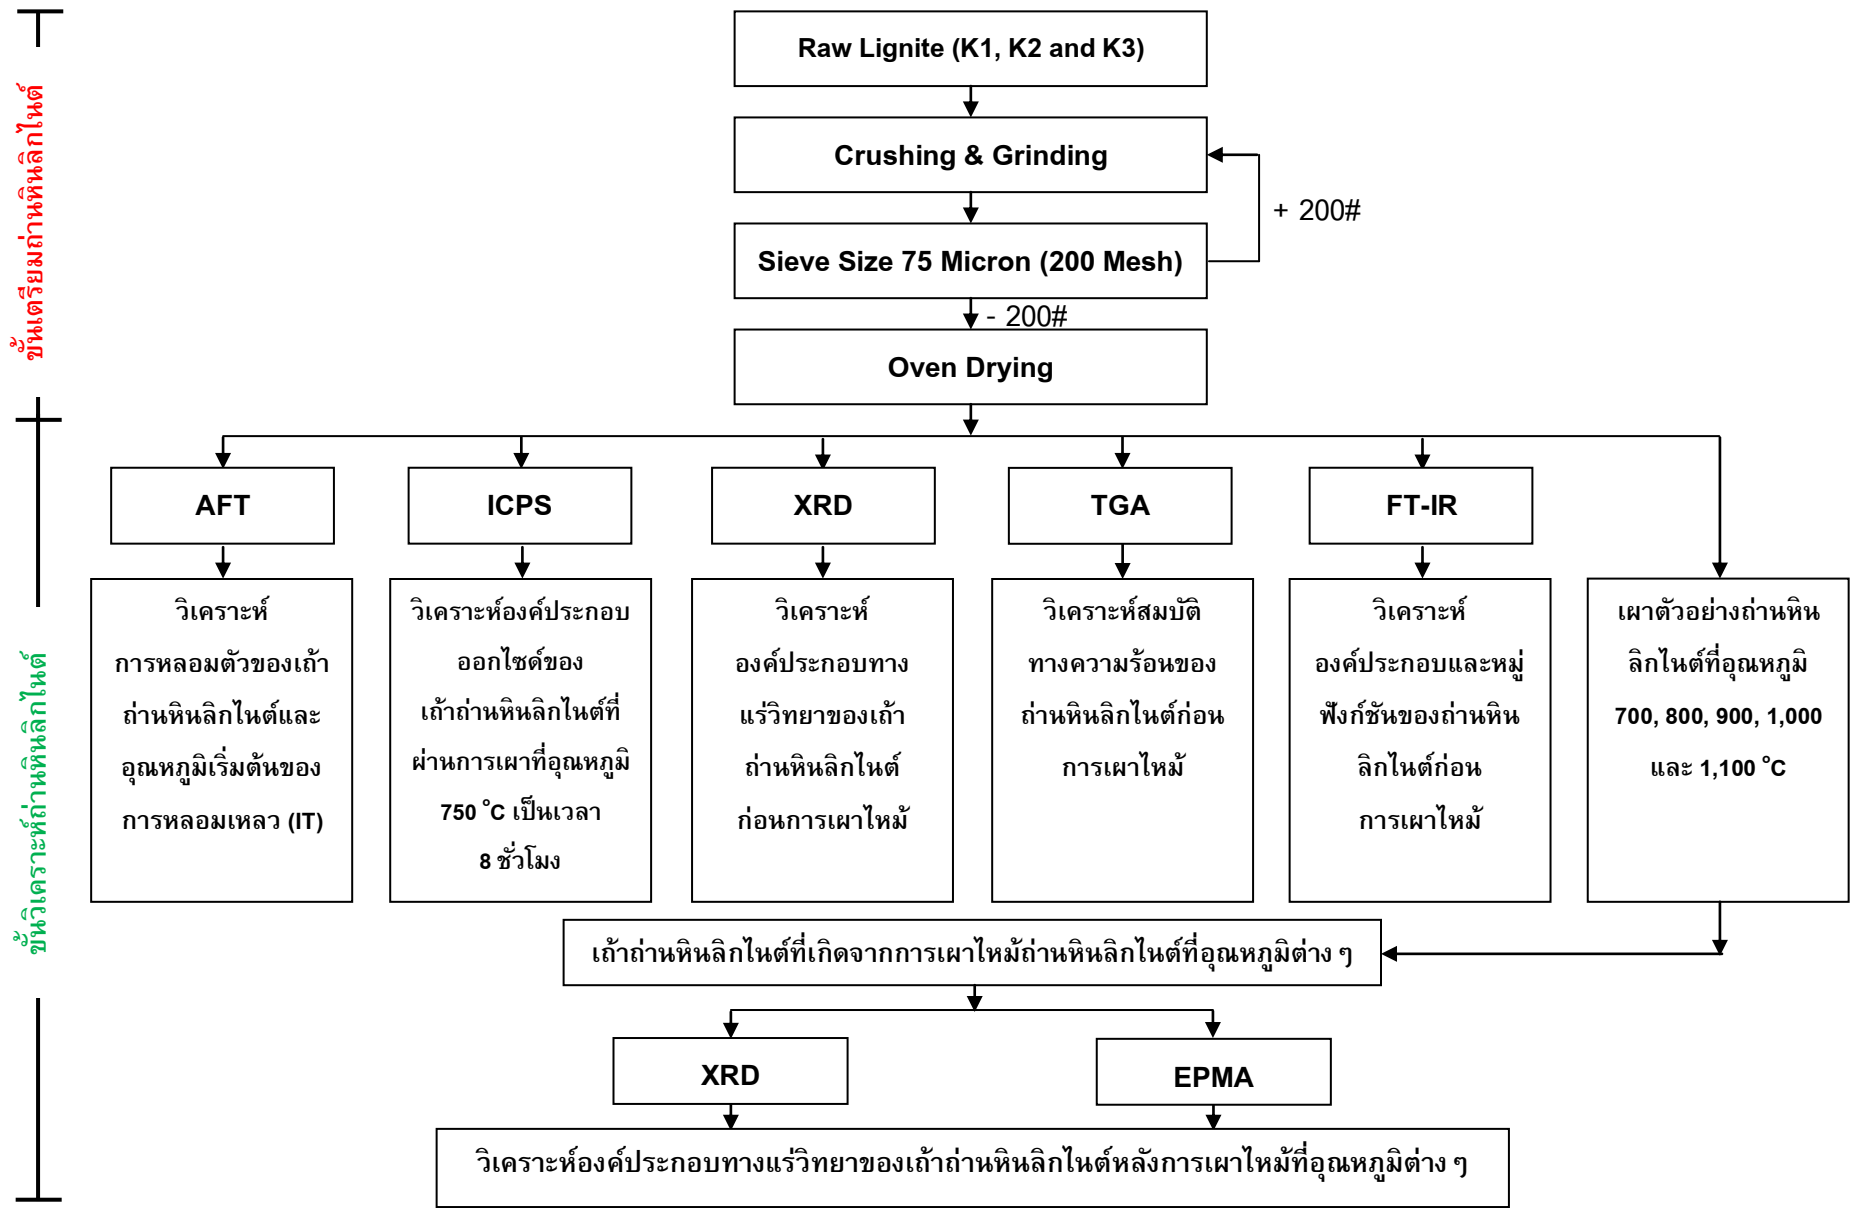 ขั้นเตรียมถ่านหินลิกไนต์
Raw Lignite (K1, K2 and K3)
Crushing & Grinding
+ 200#
Sieve Size 75 Micron (200 Mesh)
- 200#
Oven Drying
ขั้นวิเคราะห์ถ่านหินลิกไนต์
AFT
ICPS
XRD
TGA
FT-IR
วิเคราะห์
การหลอมตัวของเถ้า
ถ่านหินลิกไนต์และ
อุณหภูมิเริ่มต้นของ
การหลอมเหลว (IT)
วิเคราะห์องค์ประกอบ
ออกไซด์ของ
เถ้าถ่านหินลิกไนต์ที่
ผ่านการเผาที่อุณหภูมิ
750 °C เป็นเวลา
8 ชั่วโมง
วิเคราะห์
องค์ประกอบทาง
แร่วิทยาของเถ้า
ถ่านหินลิกไนต์
ก่อนการเผาไหม้
วิเคราะห์สมบัติ
ทางความร้อนของ
ถ่านหินลิกไนต์ก่อน
การเผาไหม้
วิเคราะห์
องค์ประกอบและหมู่
ฟังก์ชันของถ่านหิน
ลิกไนต์ก่อน
การเผาไหม้
เผาตัวอย่างถ่านหิน
ลิกไนต์ที่อุณหภูมิ
700, 800, 900, 1,000
และ 1,100 °C
เถ้าถ่านหินลิกไนต์ที่เกิดจากการเผาไหม้ถ่านหินลิกไนต์ที่อุณหภูมิต่าง ๆ
XRD
EPMA
วิเคราะห์องค์ประกอบทางแร่วิทยาของเถ้าถ่านหินลิกไนต์หลังการเผาไหม้ที่อุณหภูมิต่าง ๆ